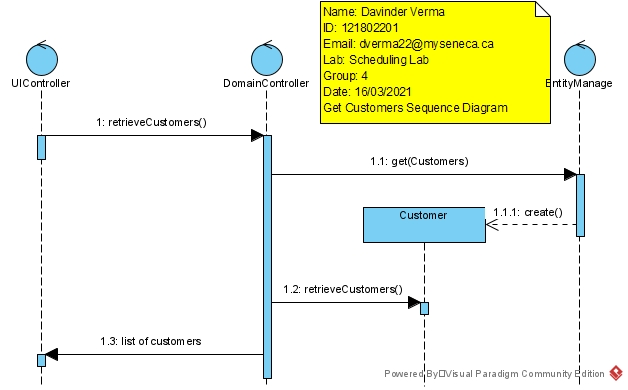 Name: Davinder Verma
ID: 121802201
Email: dverma22@myseneca.ca
Lab: Scheduling Lab
Group: 4
Date: 16/03/2021
Get Customers Sequence Diagram
UIController
DomainController
EntityManage
1: retrieveCustomers()
1.1: get(Customers)
1.1.1: create()
Customer
1.2: retrieveCustomers()
1.3: list of customers
Powered By□Visual Paradigm Community Edition